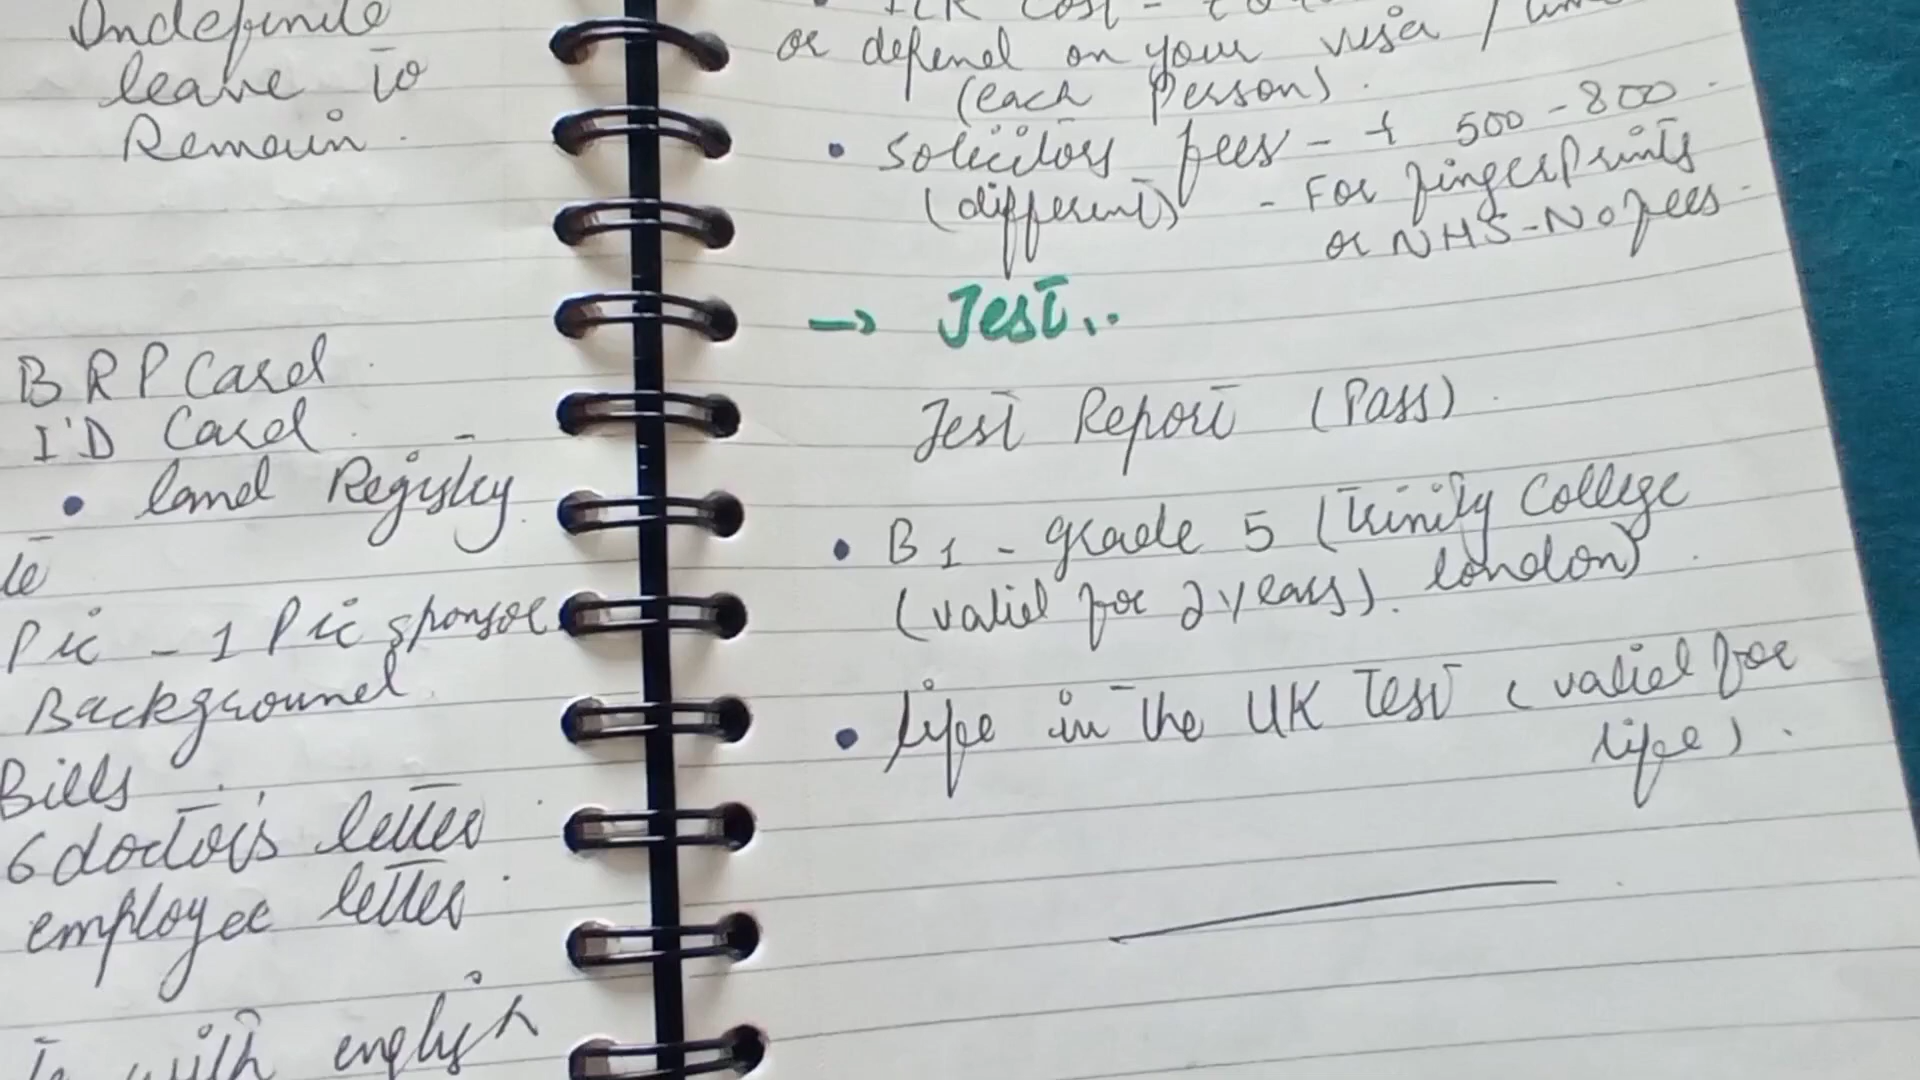 Indefinite
leave to
Remain.
BRP Card
I'D Card
• land Registry
te
Pic - 1 Pic sponsor
Background
Bills
6 doctor's letter
employee letter
with english
ILR Cost -
or depend on your visa /
(each person).
• solicitors fees - £ 500 - 800.
(different) - For fingerprints
or NHS - No fees
→ Test..
Test Report (Pass).
• B1 - grade 5 (Trinity College
(valid for 2 years). london)
• life in the UK Test (valid for
life).